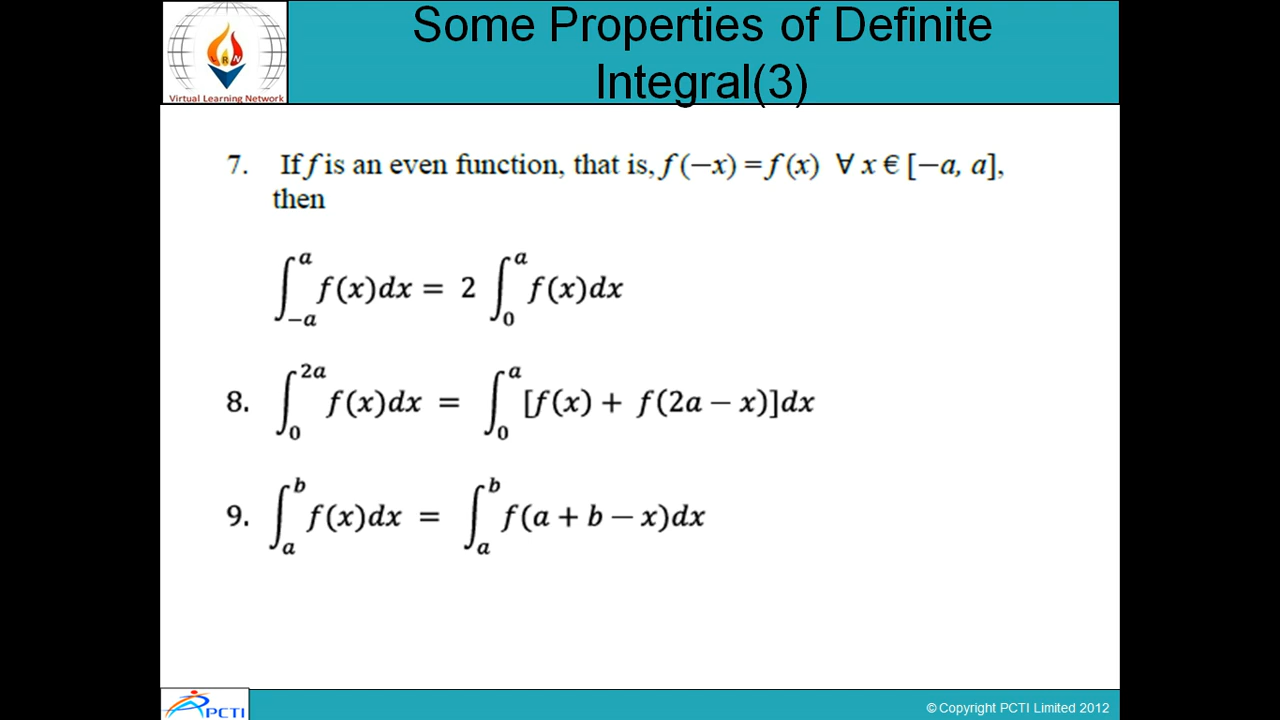 Some Properties of Definite
Integral(3)
LRN
Virtual Learning Network
7. If f is an even function, that is, f (−x) = f (x) ∀ x € [−a, a],
then
∫_{−a}^{a} f(x)dx = 2 ∫_{0}^{a} f(x)dx
8. ∫_{0}^{2a} f(x)dx = ∫_{0}^{a} [f(x) + f(2a − x)]dx
9. ∫_{a}^{b} f(x)dx = ∫_{a}^{b} f(a + b − x)dx
PCTI
© Copyright PCTI Limited 2012